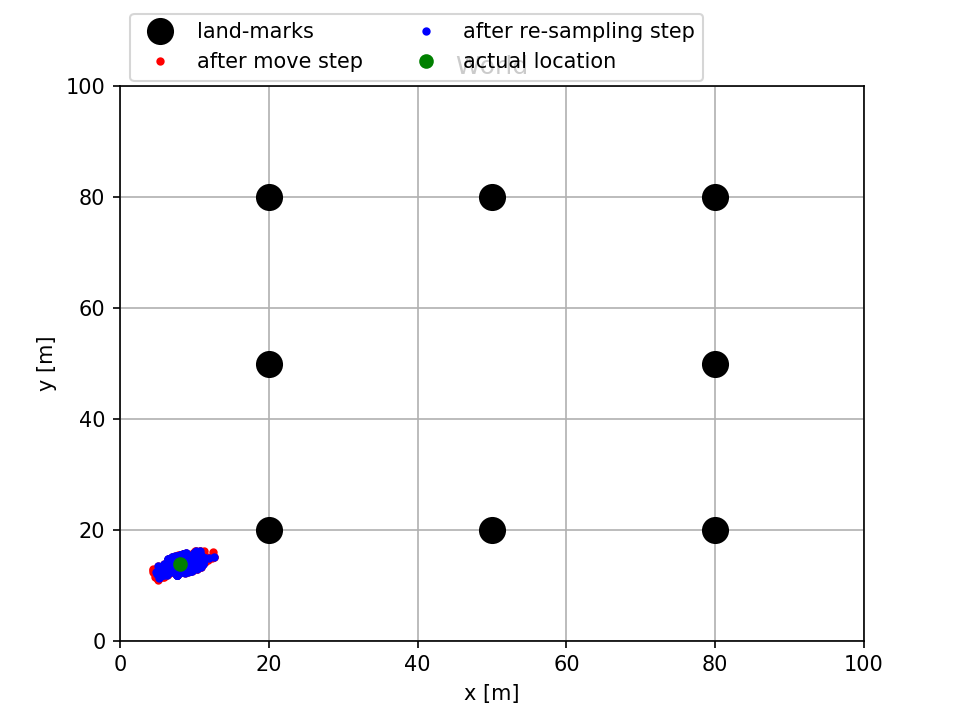 land-marks
after move step
after re-sampling step
actual location
World
100
80
60
40
20
0
y [m]
0 20 40 60 80 100
x [m]